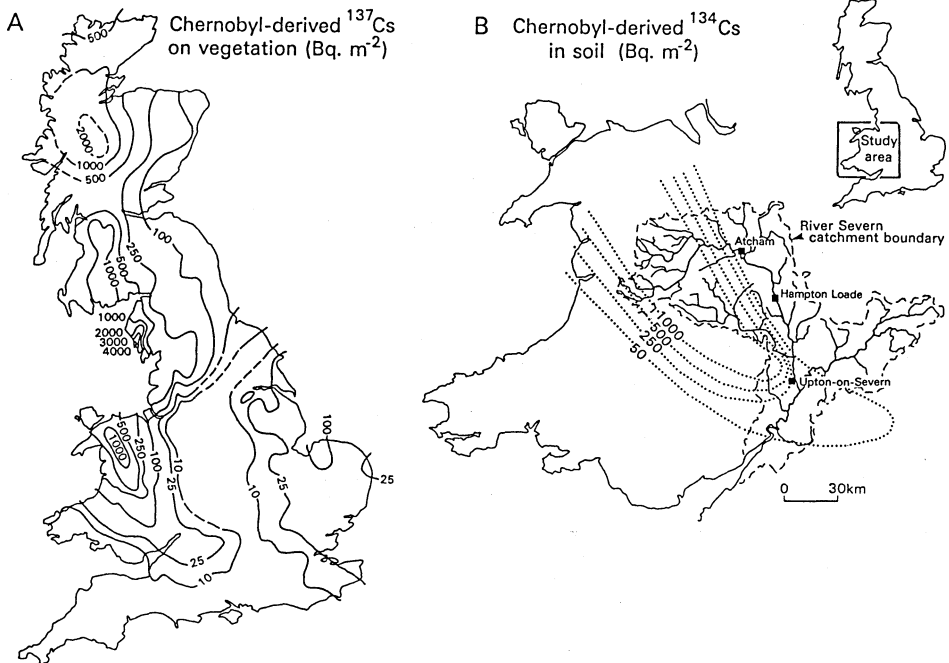 A
Chernobyl-derived ¹³⁷Cs
on vegetation (Bq. m⁻²)
500
2000
1000
500
100
250
500
1000
1000
2000
3000
4000
500
250
1000
100
10
25
10
25
100
25
25
10
B
Chernobyl-derived ¹³⁴Cs
in soil (Bq. m⁻²)
Study
area
River Severn
catchment boundary
Atcham
Hampton Loade
1000
500
250
50
Upton-on-Severn
0 30km